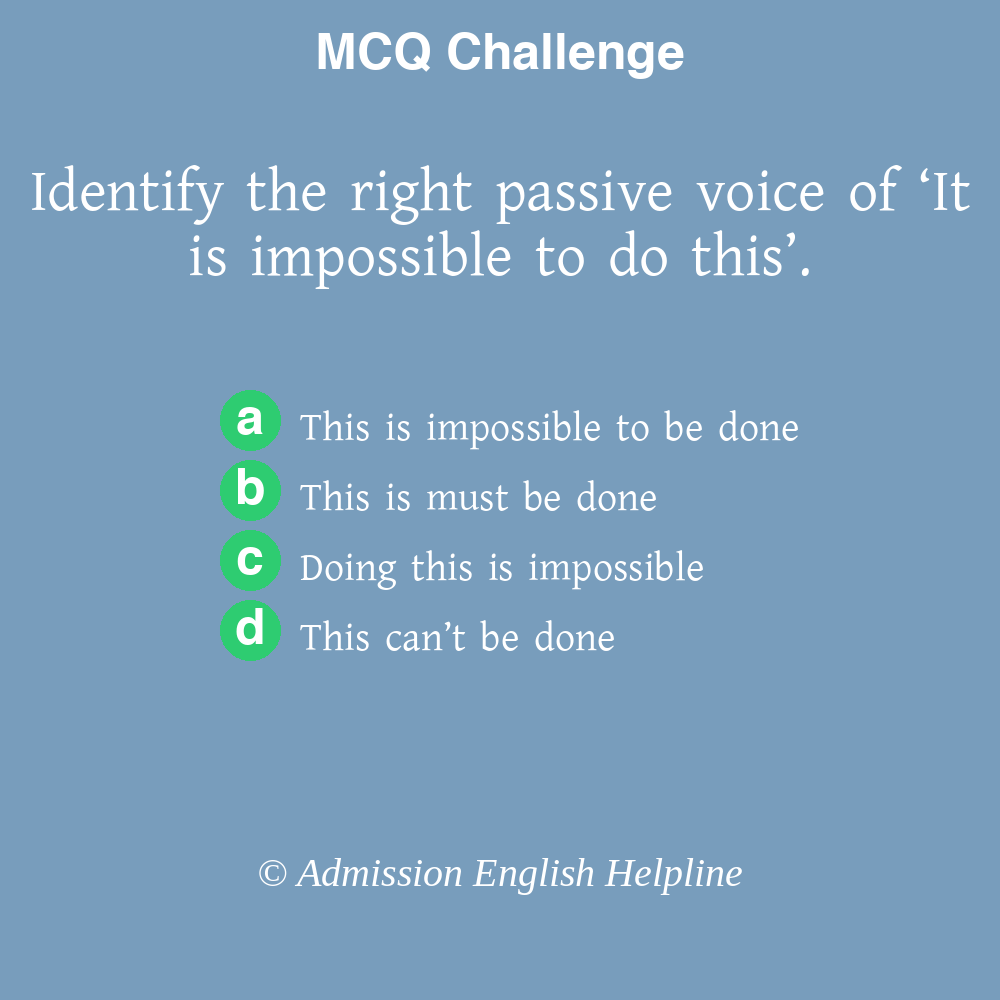 MCQ Challenge
Identify the right passive voice of ‘It
is impossible to do this’.
a This is impossible to be done
b This is must be done
c Doing this is impossible
d This can’t be done
© Admission English Helpline